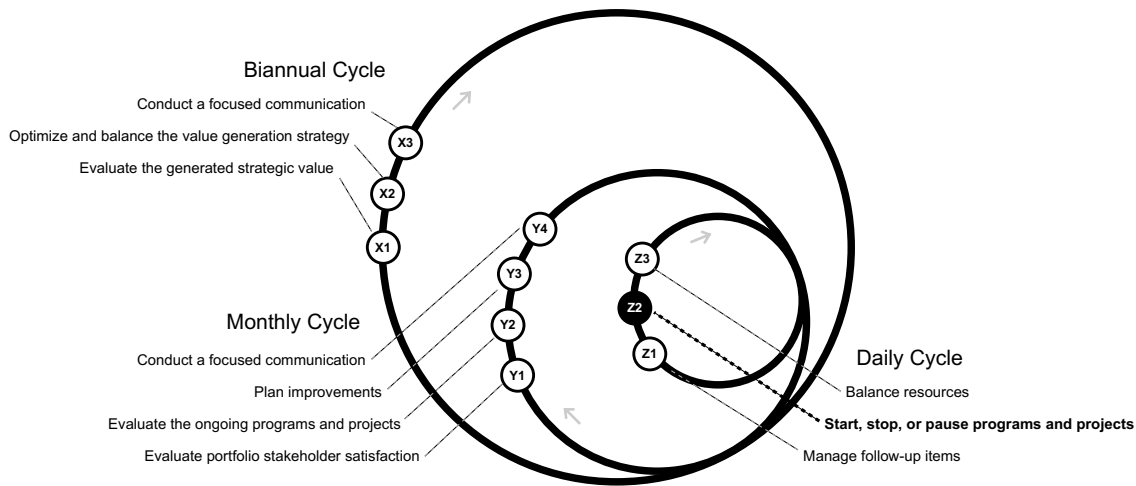 Biannual Cycle
Conduct a focused communication
Optimize and balance the value generation strategy
Evaluate the generated strategic value
X3
X2
X1
Monthly Cycle
Conduct a focused communication
Plan improvements
Evaluate the ongoing programs and projects
Evaluate portfolio stakeholder satisfaction
Y4
Y3
Y2
Y1
Z3
Z2
Z1
Daily Cycle
Balance resources
Start, stop, or pause programs and projects
Manage follow-up items